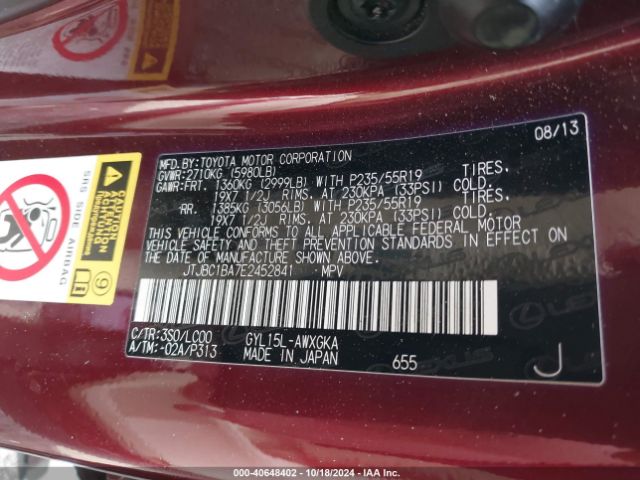 08/13
MFD.BY:TOYOTA MOTOR CORPORATION
GVWR:2710KG (5980LB)
GAWR:FRT. 1360KG (2999LB) WITH P235/55R19 TIRES.
19X7 1/2J RIMS. AT 230KPA (33PSI) COLD.
RR. 1385KG (3056LB) WITH P235/55R19 TIRES.
19X7 1/2J RIMS. AT 230KPA (33PSI) COLD.
THIS VEHICLE CONFORMS TO ALL APPLICABLE FEDERAL MOTOR
VEHICLE SAFETY AND THEFT PREVENTION STANDARDS IN EFFECT ON
THE DATE OF MANUFACTURE SHOWN ABOVE.
JTJBC1BA7E2452841 MPV
C/TR:3S0/LC00 GYL15L-AWXGKA
A/TM:-02A/P313 MADE IN JAPAN 655
J
SRS SIDE AIRBAG
9
LEXUS
000-40648402 - 10/18/2024 - IAA Inc.